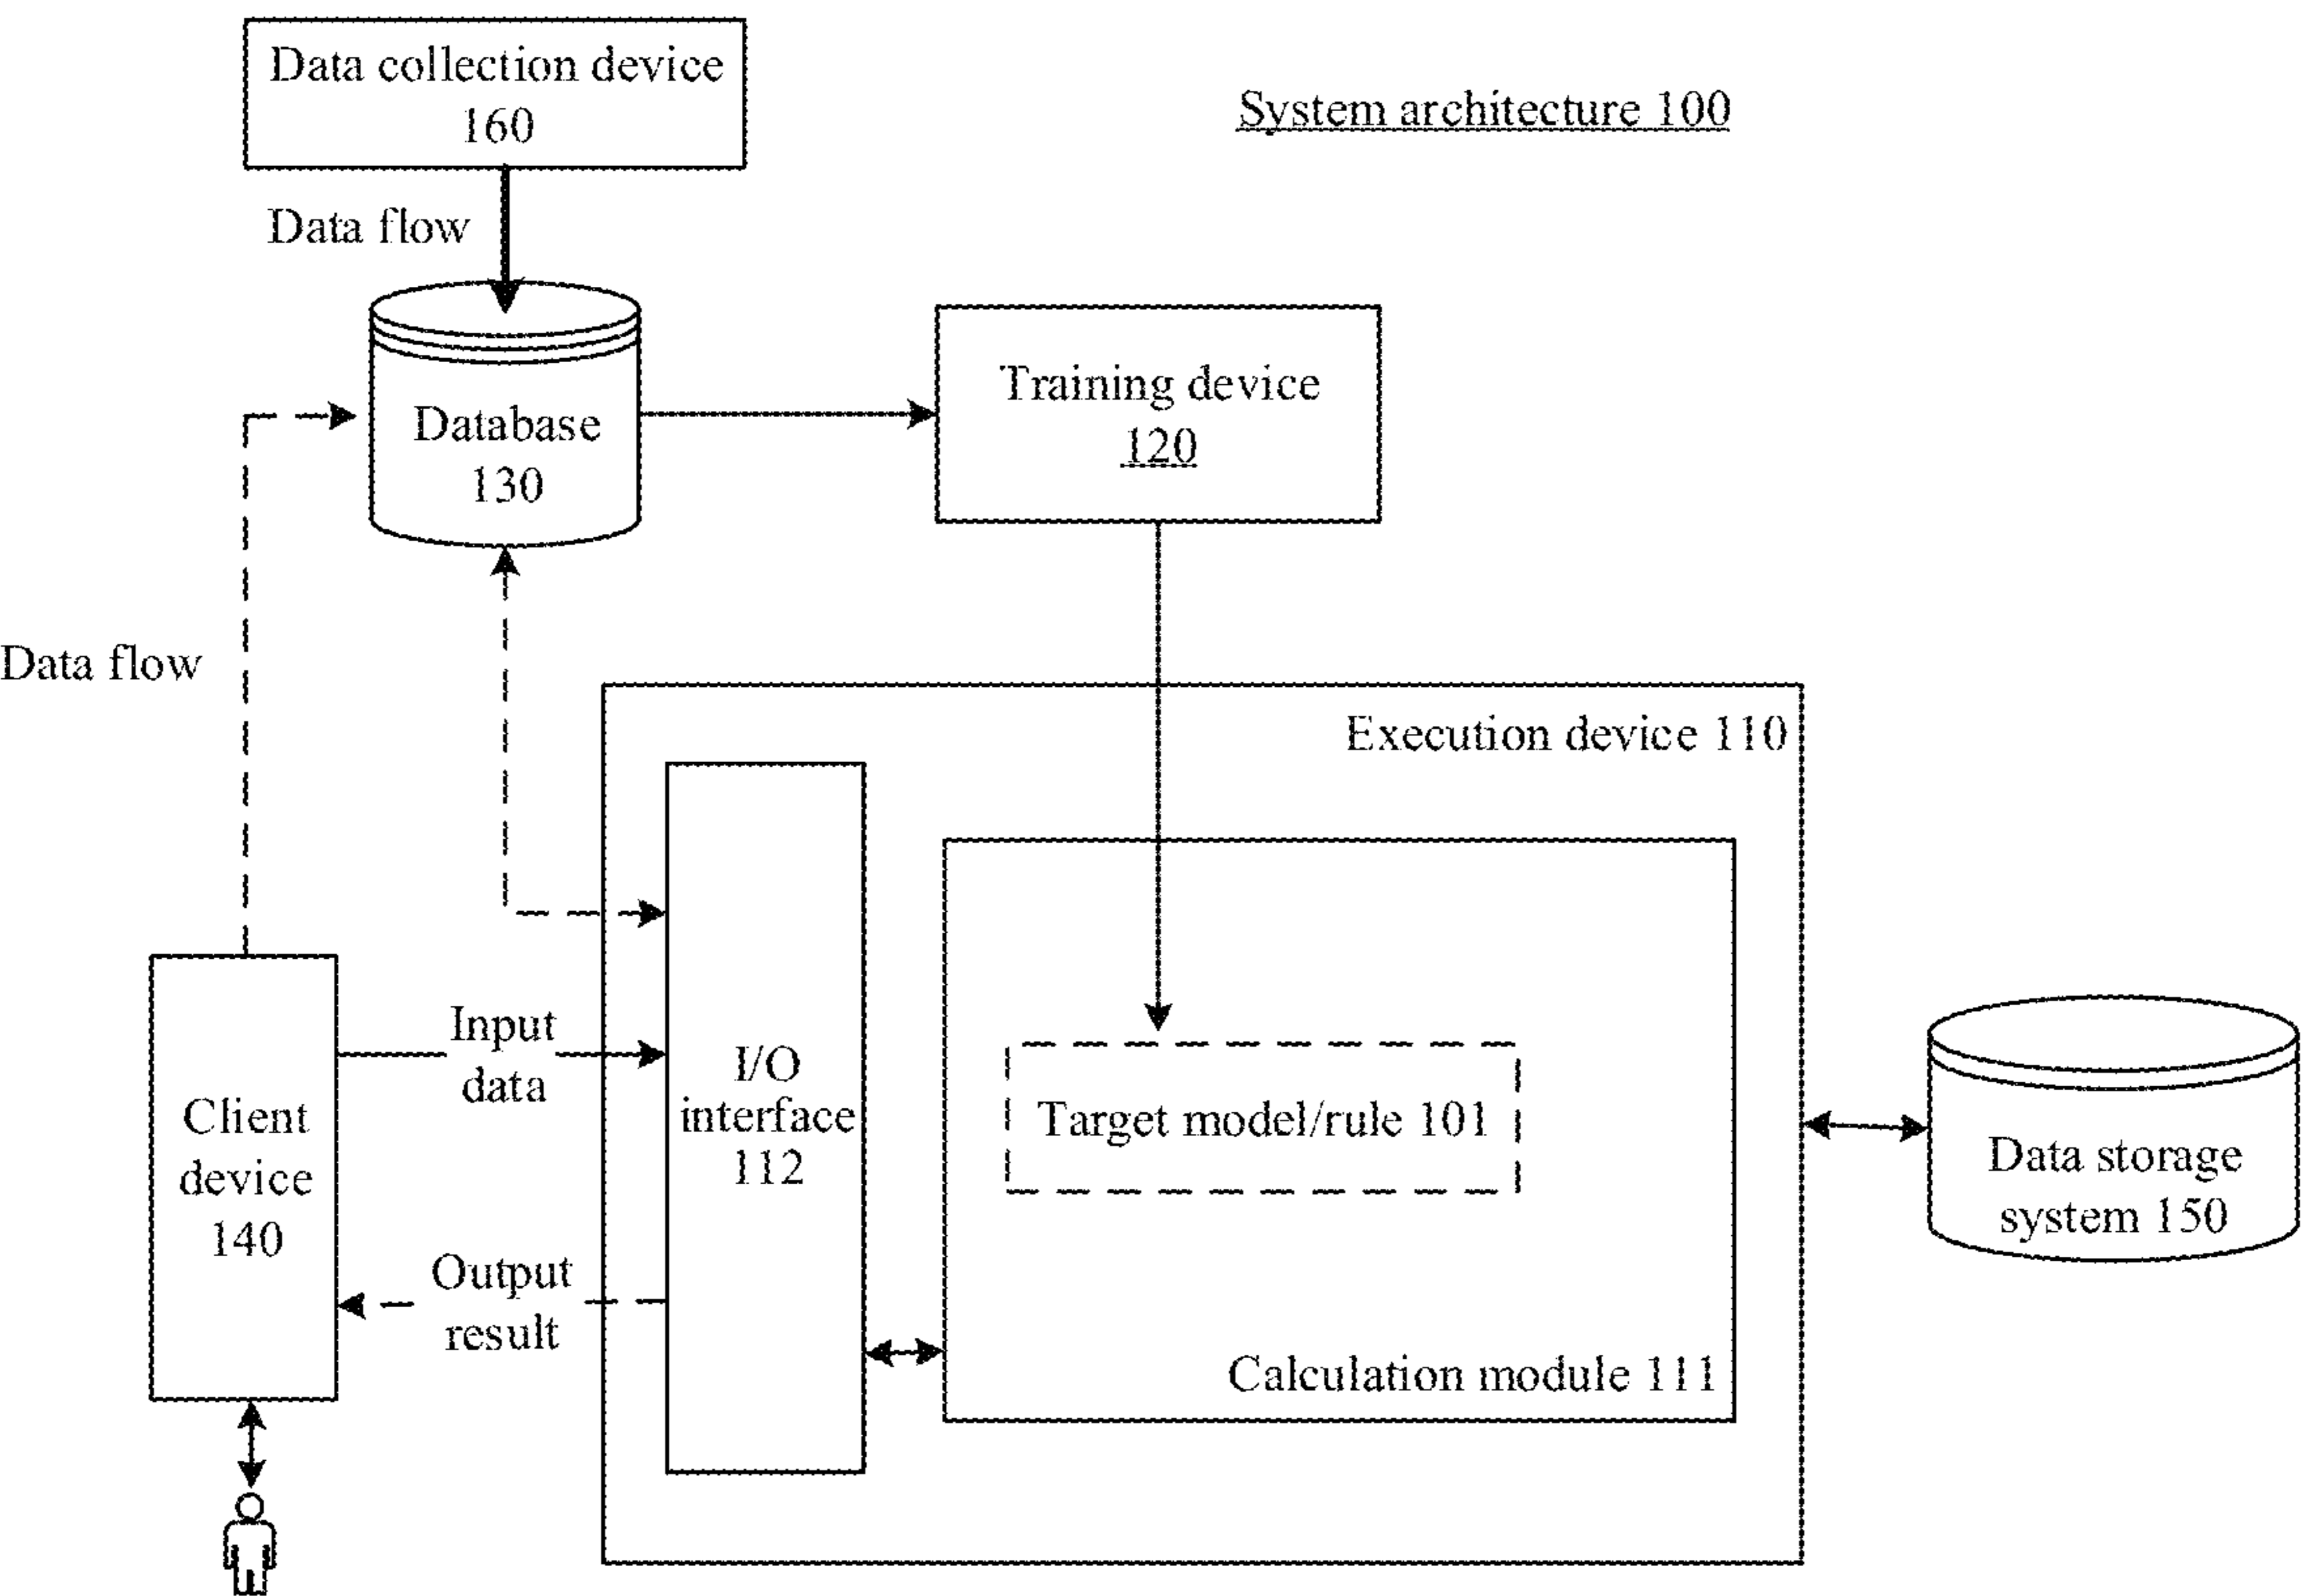 Data collection device
160
System architecture 100
Data flow
Training device
120
Database
130
Data flow
Execution device 110
Input
data
I/O
interface
112
Target model/rule 101
Client
device
140
Data storage
system 150
Output
result
Calculation module 111